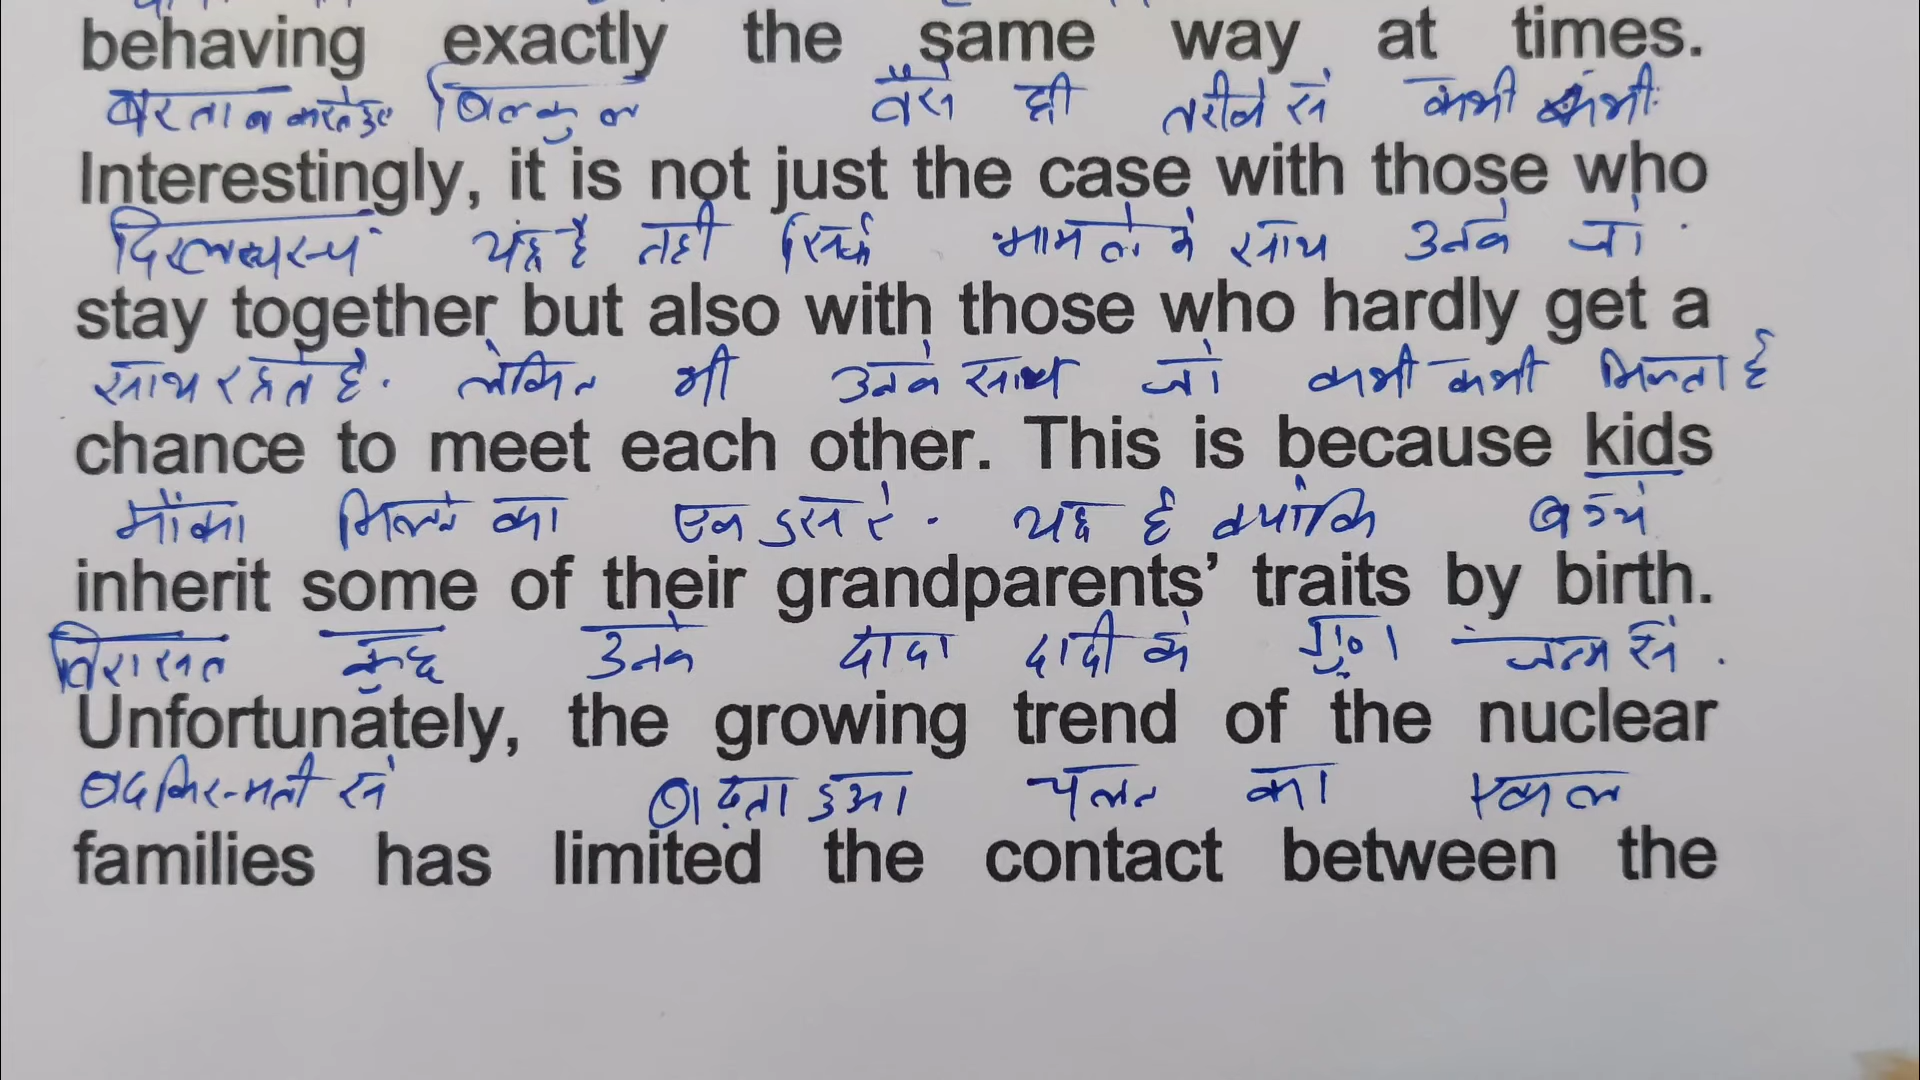 behaving exactly the same way at times.
बरताव करते हुए बिल्कुल वैसे ही तरीके से कभी कभी
Interestingly, it is not just the case with those who
यह है नही सिर्फ मामले के साथ उनके जो
stay together but also with those who hardly get a
साथ रहते है. लेकिन भी उनके साथ जो कभी कभी मिलता है
chance to meet each other. This is because kids
मौका मिलने का एक दुसरे. यह है क्योंकि बच्चे
inherit some of their grandparents’ traits by birth.
विरासत कुछ उनके दादा दादी के गुण जन्म से.
Unfortunately, the growing trend of the nuclear
बदकिस्मती से बढ़ता हुआ चलन का एकल
families has limited the contact between the